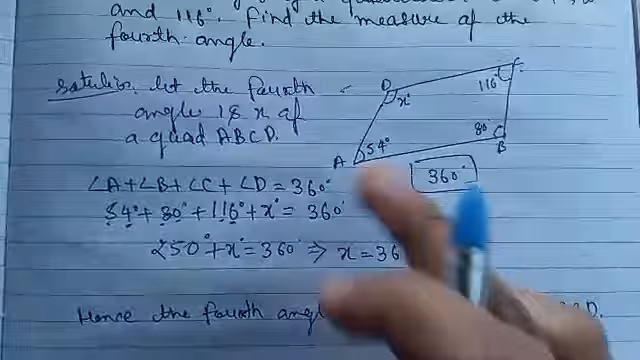 and 116°. Find the measure of the
fourth angle.
Solution. Let the fourth
angle is x of
a quad ABCD.
D
x°
116°
C
80°
B
A
54°
360°
∠A+∠B+∠C+∠D=360°
54°+80°+116°+x°=360°
250°+x°=360° ⇒ x=36
Hence the fourth angl
D.